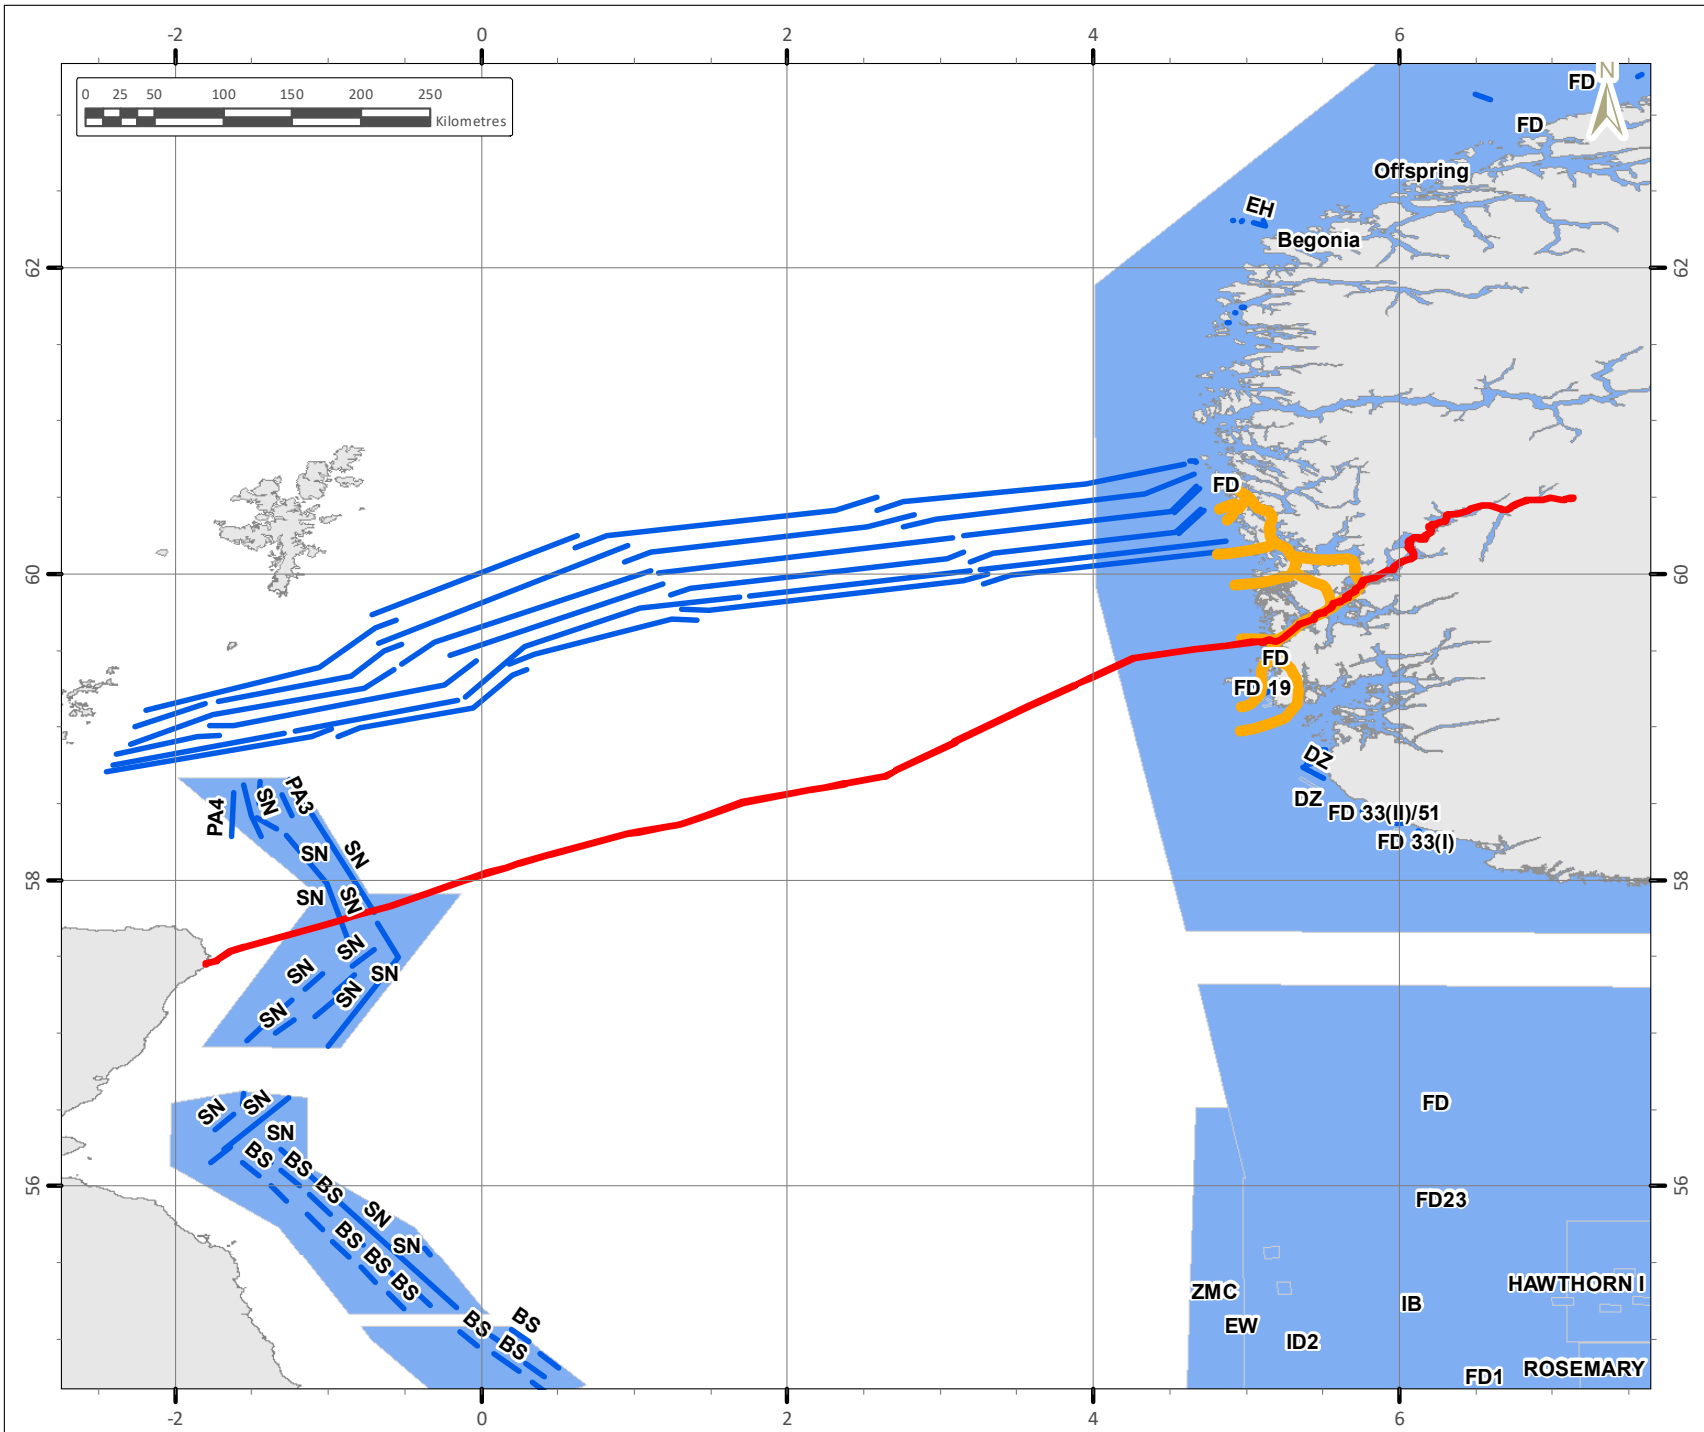 -2 0 2 4 6
0 25 50 100 150 200 250
Kilometres
N
FD
FD
Offspring
EH
Begonia
62 62
FD
60 60
FD
FD 19
DZ
DZ
FD 33(II)/51
FD 33(I)
PA4
SN
PA3
SN
SN
58 58
SN
SN
SN
SN
SN
SN
SN
SN
SN
SN
BS
BS
BS
56 56
SN
SN
BS
BS
BS
BS
BS
BS
FD
FD23
ZMC
EW
ID2
IB
HAWTHORN I
FD1
ROSEMARY
-2 0 2 4 6